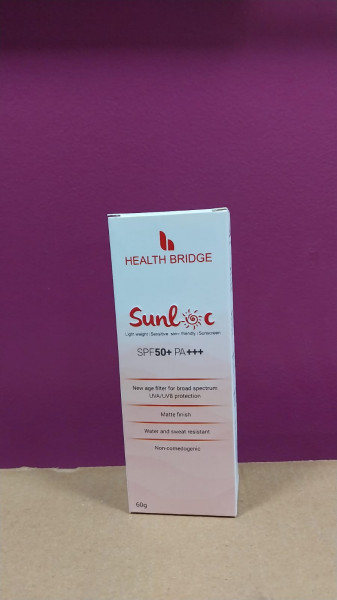 HEALTH BRIDGE
Sunloc
Light weight | Sensitive skin friendly | Sunscreen
SPF50+ PA+++
New age filter for broad spectrum
UVA/UVB protection
Matte finish
Water and sweat resistant
Non-comedogenic
60g